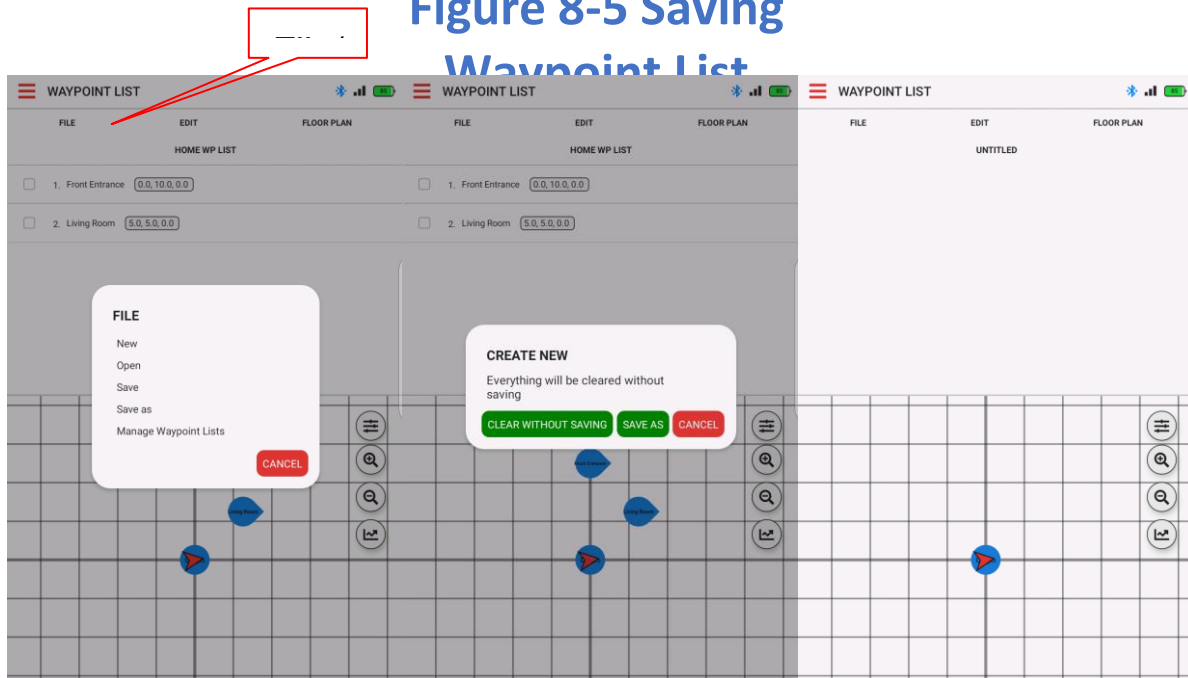 Figure 8-5 Saving
Waypoint List
WAYPOINT LIST
85
FILE EDIT FLOOR PLAN
HOME WP LIST
1. Front Entrance 0.0, 10.0, 0.0
2. Living Room 5.0, 5.0, 0.0
FILE
New
Open
Save
Save as
Manage Waypoint Lists
CANCEL
Living Room
WAYPOINT LIST
85
FILE EDIT FLOOR PLAN
HOME WP LIST
1. Front Entrance 0.0, 10.0, 0.0
2. Living Room 5.0, 5.0, 0.0
CREATE NEW
Everything will be cleared without
saving
CLEAR WITHOUT SAVING SAVE AS CANCEL
Front Entrance
Living Room
WAYPOINT LIST
85
FILE EDIT FLOOR PLAN
UNTITLED